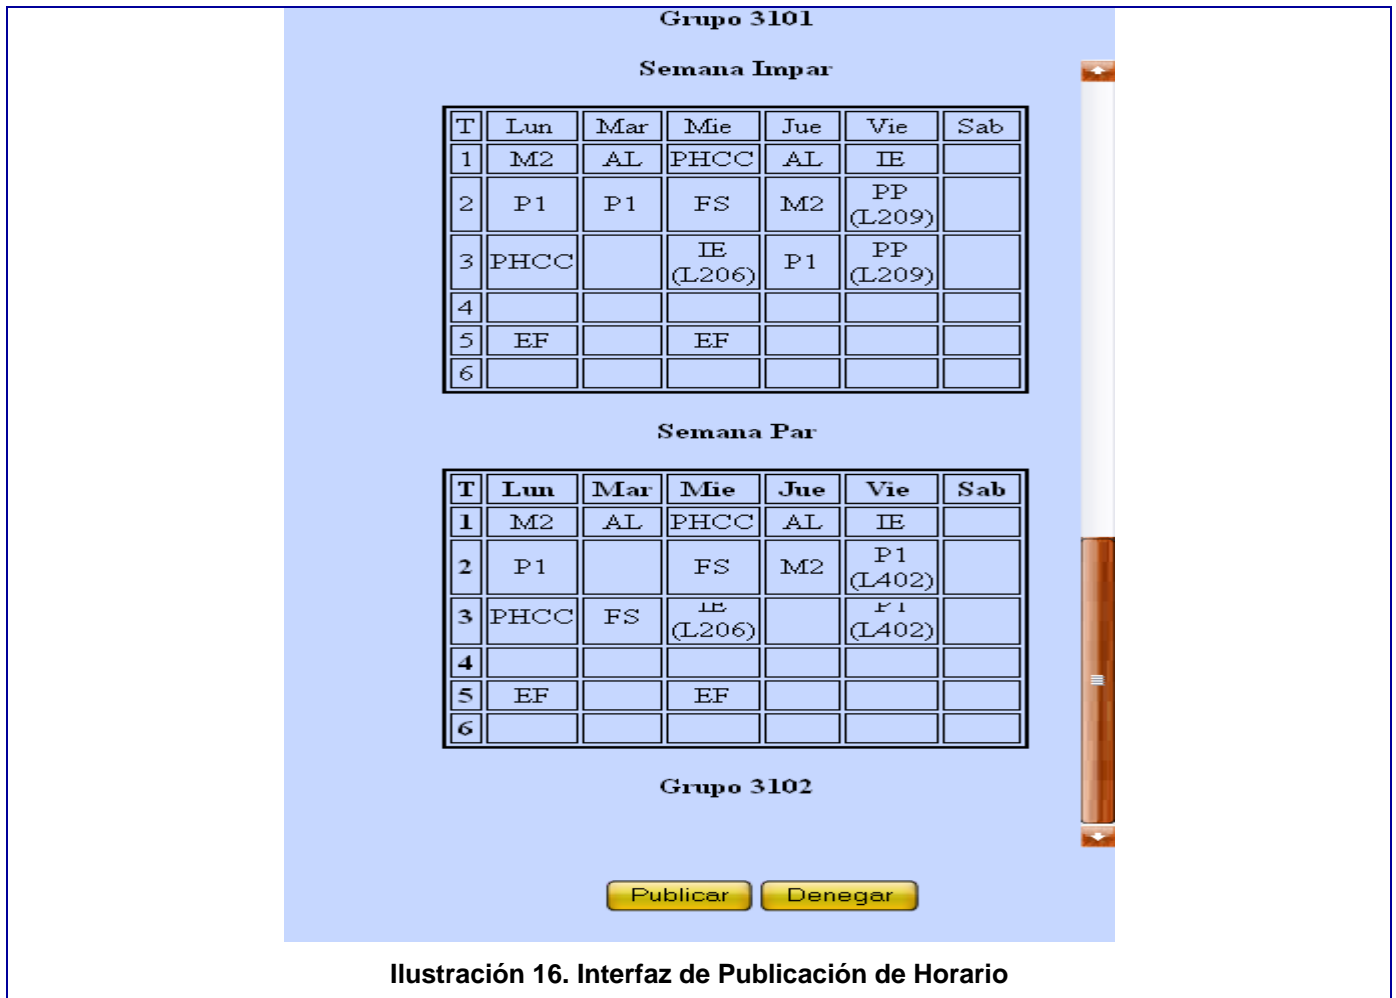 Grupo 3101
Semana Impar
T Lun Mar Mie Jue Vie Sab
1 M2 AL PHCC AL IE
2 P1 P1 FS M2 PP (L209)
3 PHCC IE (L206) P1 PP (L209)
4
5 EF EF
6
Semana Par
T Lun Mar Mie Jue Vie Sab
1 M2 AL PHCC AL IE
2 P1 FS M2 P1 (L402)
3 PHCC FS IE (L206) P1 (L402)
4
5 EF EF
6
Grupo 3102
Publicar Denegar
Ilustración 16. Interfaz de Publicación de Horario